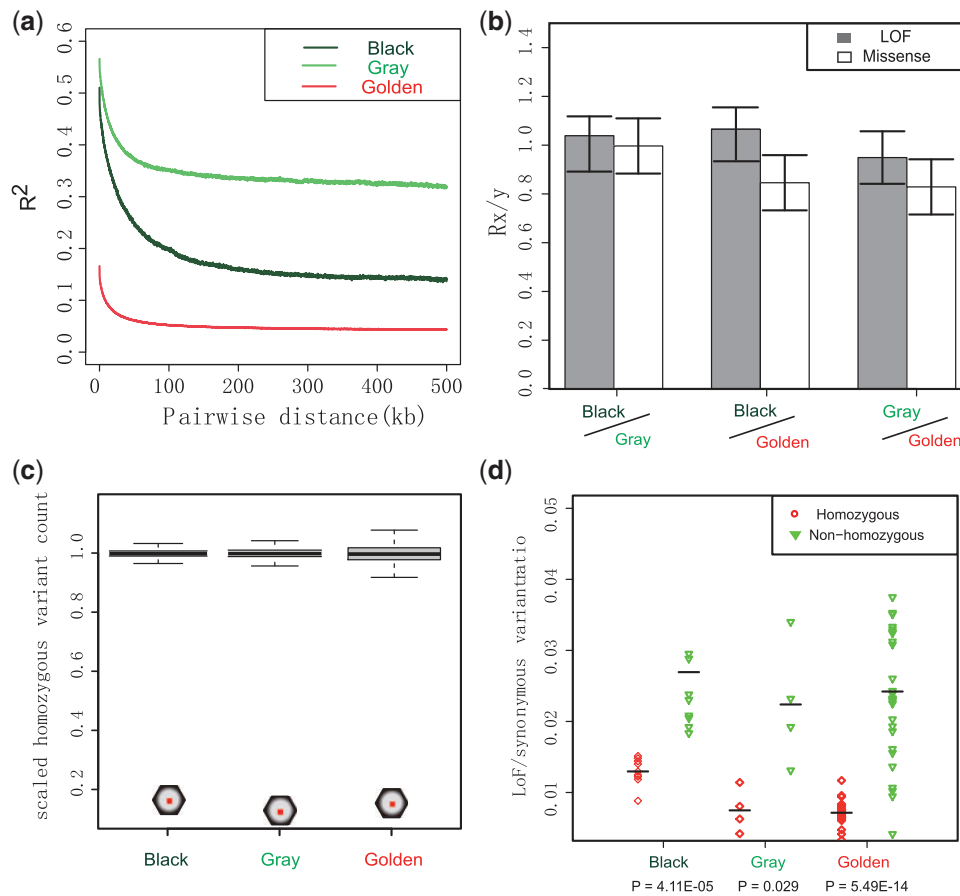 (a)
0.6
0.5
0.4
0.3
0.2
0.1
0.0
R2
Black
Gray
Golden
0 100 200 300 400 500
Pairwise distance(kb)
(b)
1.4
1.2
1.0
0.8
0.6
0.4
0.2
0.0
Rx/y
LOF
Missense
Black
Gray
Black
Golden
Gray
Golden
(c)
scaled homozygous variant count
1.0
0.8
0.6
0.4
0.2
Black Gray Golden
(d)
LoF/synonymous variantratio
0.05
0.04
0.03
0.02
0.01
Homozygous
Non-homozygous
Black Gray Golden
P = 4.11E-05 P = 0.029 P = 5.49E-14